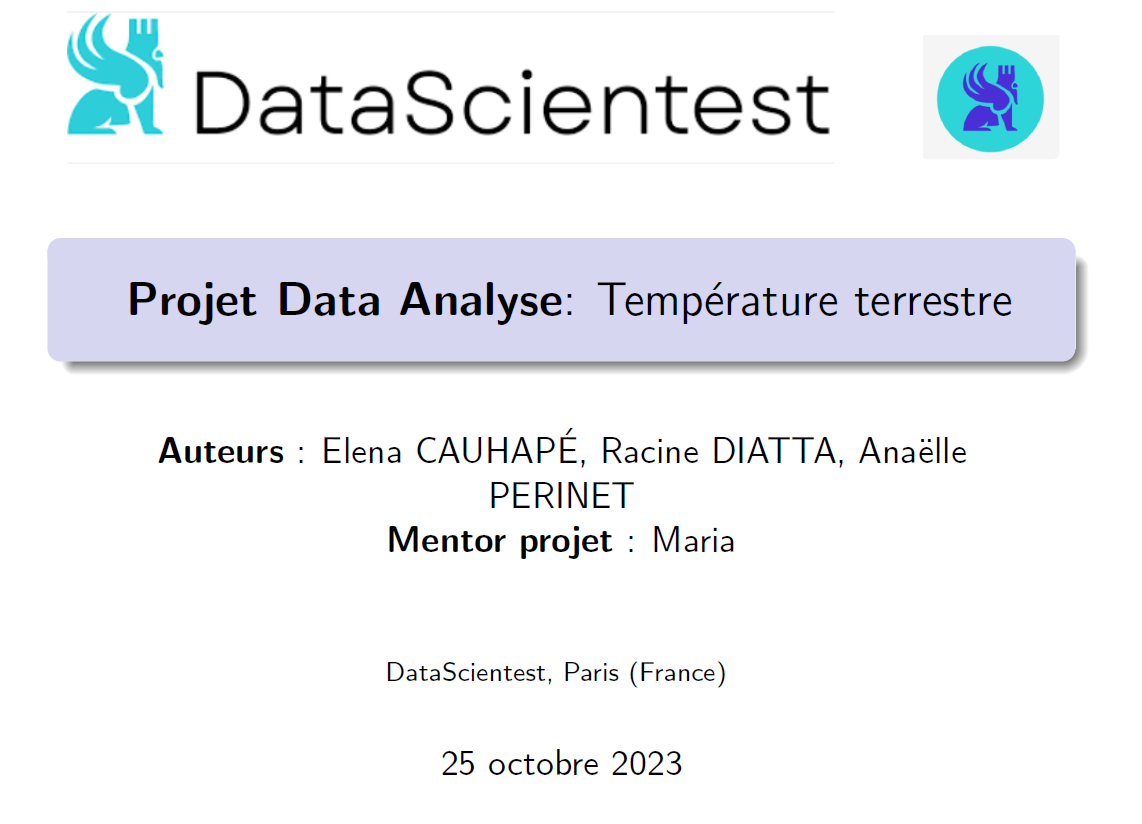 DataScientest
Projet Data Analyse: Température terrestre
Auteurs : Elena CAUHAPÉ, Racine DIATTA, Anaëlle
PERINET
Mentor projet : Maria
DataScientest, Paris (France)
25 octobre 2023